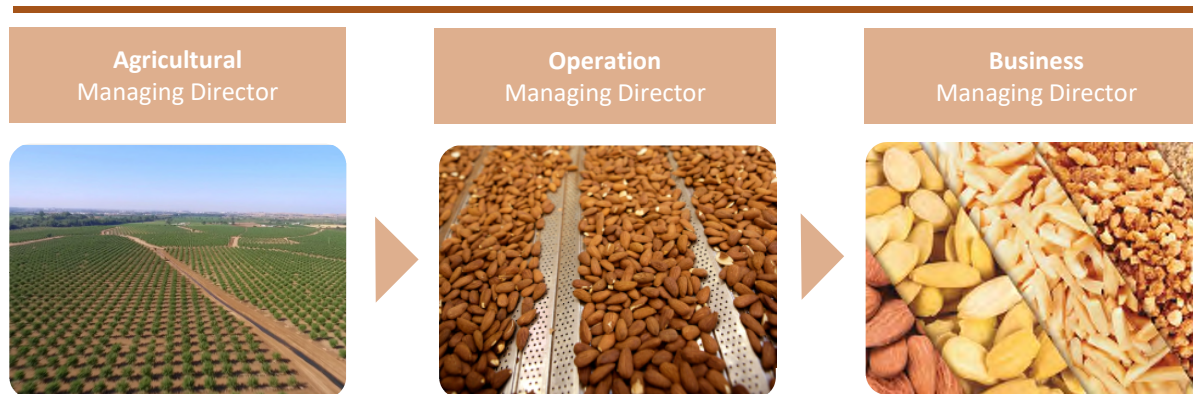 Agricultural
Managing Director
Operation
Managing Director
Business
Managing Director